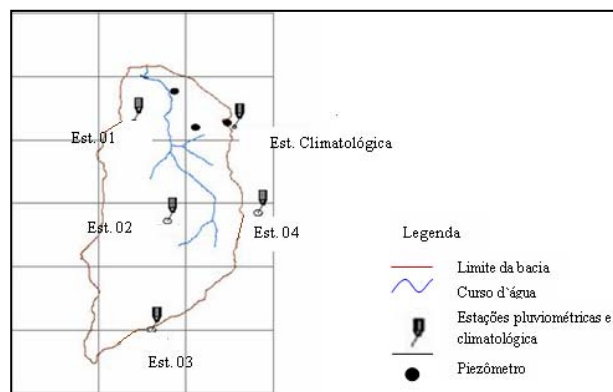 Est. 01
Est. Climatológica
Est. 02
Est. 04
Est. 03
Legenda
Limite da bacia
Curso d`água
Estações pluviométricas e
climatológica
Piezômetro